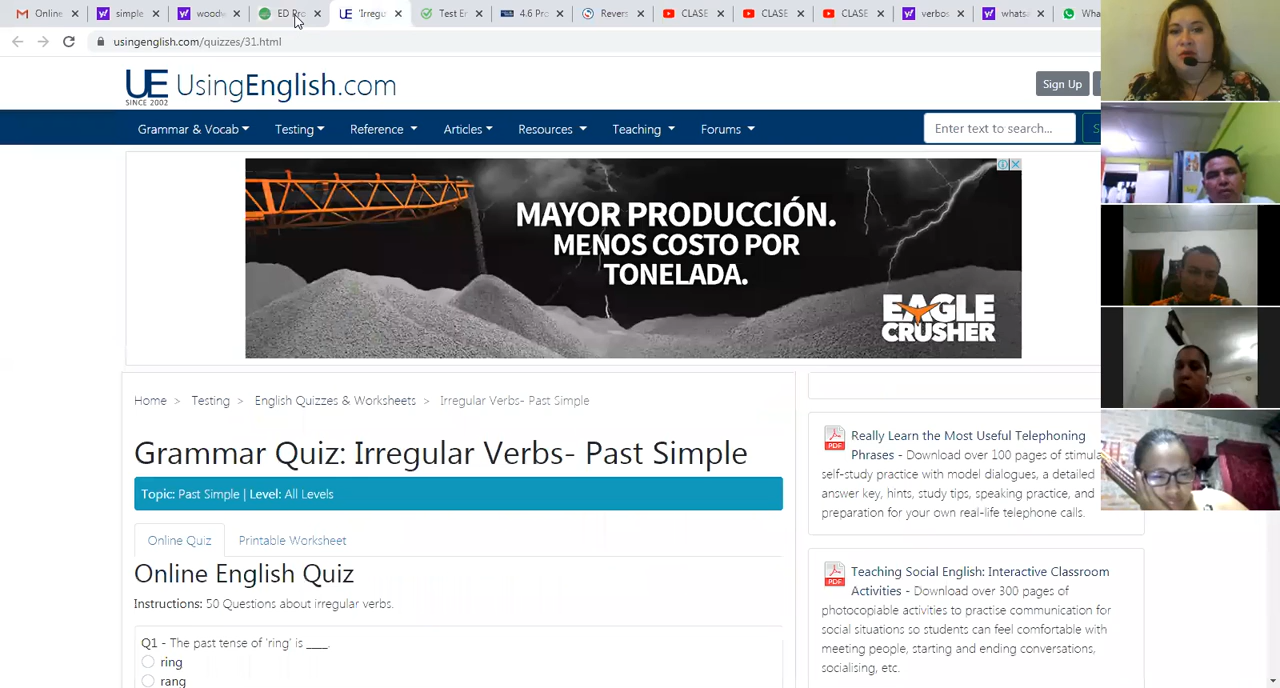 Online
simple
woodw
ED Pro
'Irregu
Test En
4.6 Pro
Revers
CLASE
CLASE
CLASE
verbos
whats
Wha
usingenglish.com/quizzes/31.html
UE UsingEnglish.com
SINCE 2002
Sign Up
Grammar & Vocab
Testing
Reference
Articles
Resources
Teaching
Forums
Enter text to search...
MAYOR PRODUCCIÓN.
MENOS COSTO POR
TONELADA.
EAGLE
CRUSHER
Home > Testing > English Quizzes & Worksheets > Irregular Verbs- Past Simple
Grammar Quiz: Irregular Verbs- Past Simple
Topic: Past Simple | Level: All Levels
Online Quiz
Printable Worksheet
Online English Quiz
Instructions: 50 Questions about irregular verbs.
Q1 - The past tense of 'ring' is ____.
ring
rang
PDF
Really Learn the Most Useful Telephoning
Phrases - Download over 100 pages of stimula
self-study practice with model dialogues, a detailed
answer key, hints, study tips, speaking practice, and
preparation for your own real-life telephone calls.
PDF
Teaching Social English: Interactive Classroom
Activities - Download over 300 pages of
photocopiable activities to practise communication for
social situations so students can feel comfortable with
meeting people, starting and ending conversations,
socialising, etc.